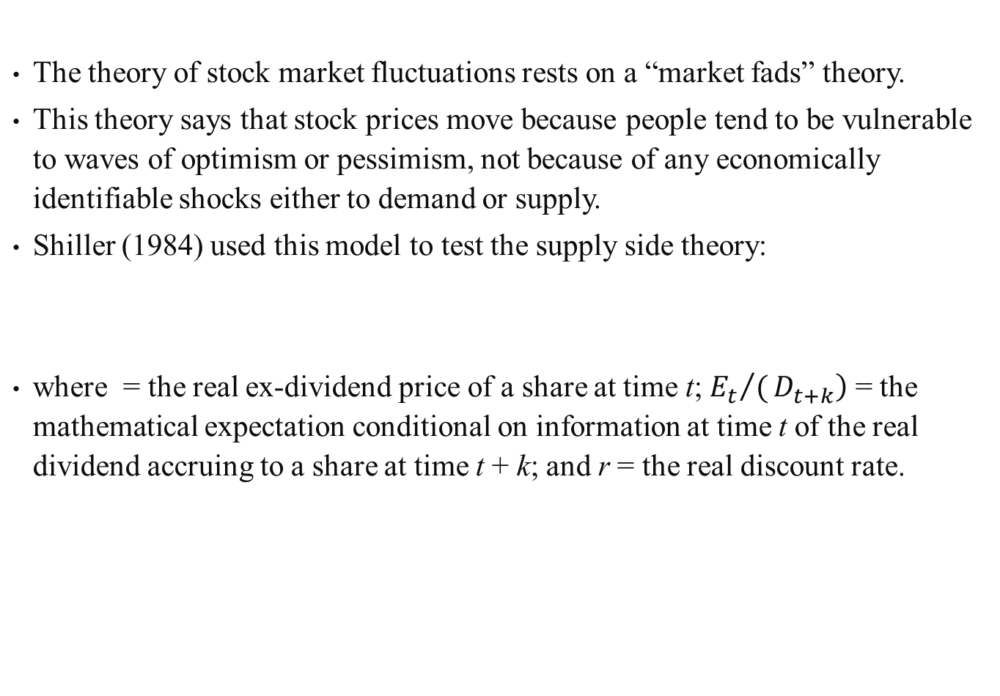 • The theory of stock market fluctuations rests on a “market fads” theory.
• This theory says that stock prices move because people tend to be vulnerable
to waves of optimism or pessimism, not because of any economically
identifiable shocks either to demand or supply.
• Shiller (1984) used this model to test the supply side theory:
• where = the real ex-dividend price of a share at time t; E_t/( D_{t+k}) = the
mathematical expectation conditional on information at time t of the real
dividend accruing to a share at time t + k; and r = the real discount rate.